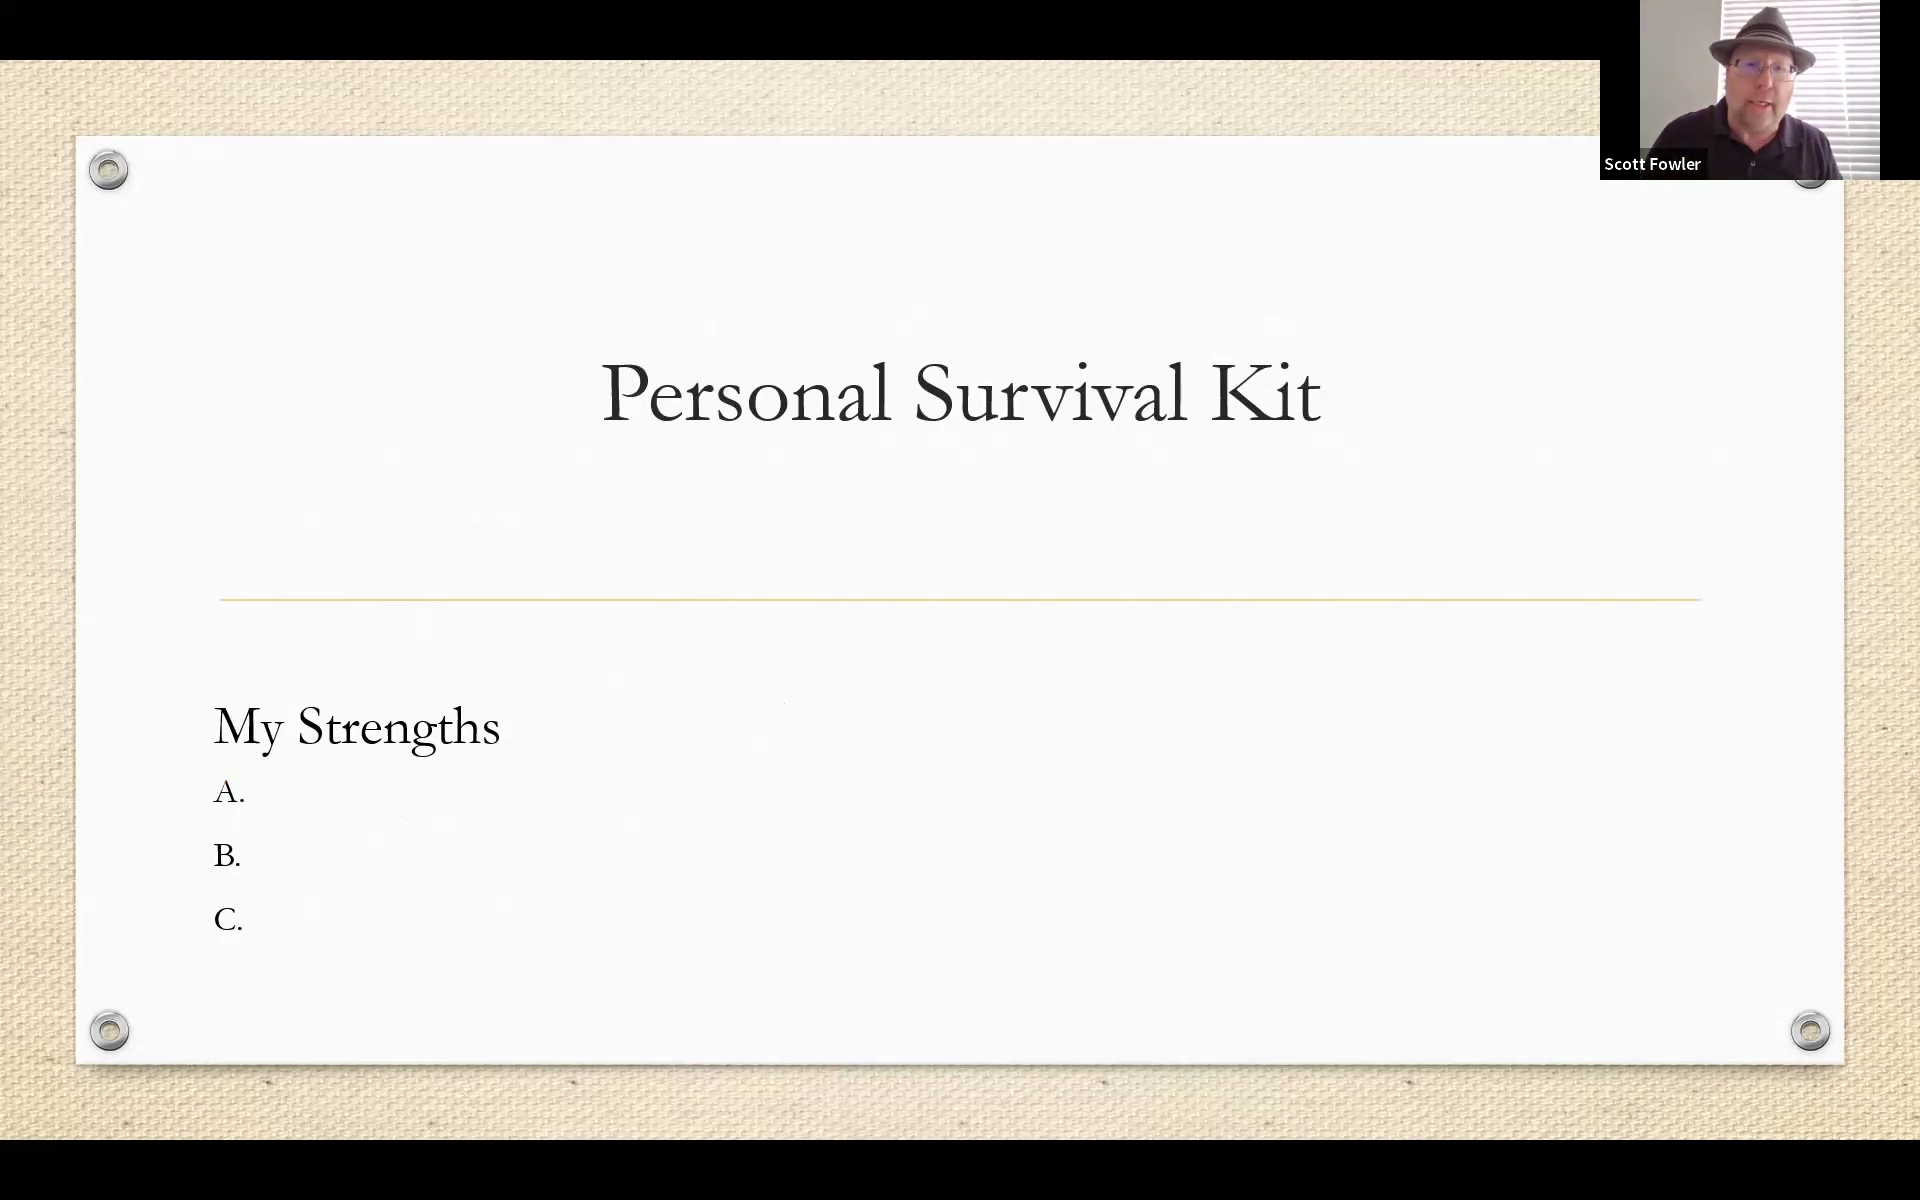 Scott Fowler
Personal Survival Kit
My Strengths
A.
B.
C.